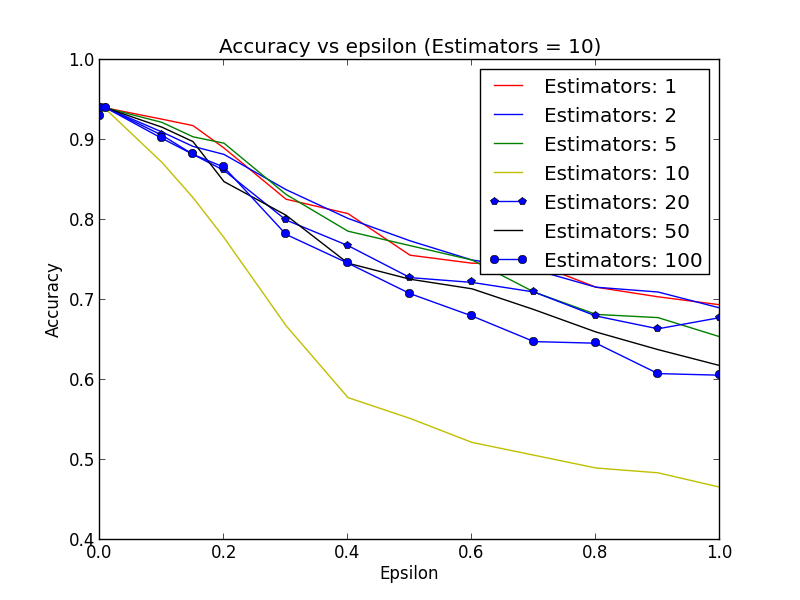 Accuracy vs epsilon (Estimators = 10)
1.0
0.9
0.8
0.7
0.6
0.5
0.4
Accuracy
Estimators: 1
Estimators: 2
Estimators: 5
Estimators: 10
Estimators: 20
Estimators: 50
Estimators: 100
0.0 0.2 0.4 0.6 0.8 1.0
Epsilon